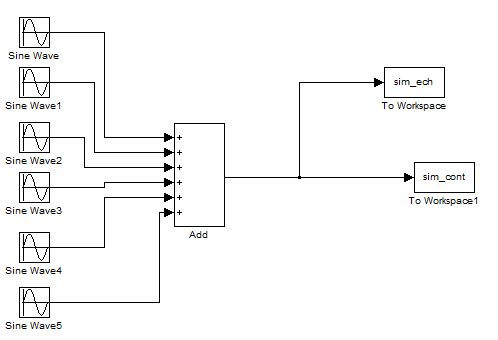 Sine Wave
Sine Wave1
Sine Wave2
Sine Wave3
Sine Wave4
Sine Wave5
+
+
+
+
+
+
Add
sim_ech
To Workspace
sim_cont
To Workspace1